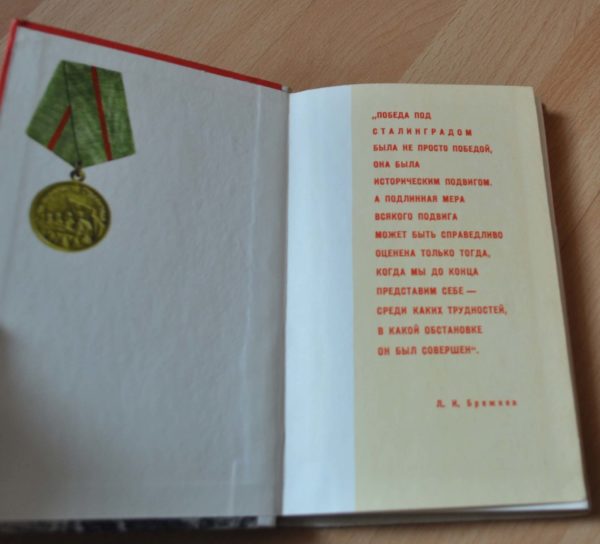 „ПОБЕДА ПОД
СТАЛИНГРАДОМ
БЫЛА НЕ ПРОСТО ПОБЕДОЙ,
ОНА БЫЛА
ИСТОРИЧЕСКИМ ПОДВИГОМ.
А ПОДЛИННАЯ МЕРА
ВСЯКОГО ПОДВИГА
МОЖЕТ БЫТЬ СПРАВЕДЛИВО
ОЦЕНЕНА ТОЛЬКО ТОГДА,
КОГДА МЫ ДО КОНЦА
ПРЕДСТАВИМ СЕБЕ —
СРЕДИ КАКИХ ТРУДНОСТЕЙ,
В КАКОЙ ОБСТАНОВКЕ
ОН БЫЛ СОВЕРШЕН“.
Л. И. Брежнев